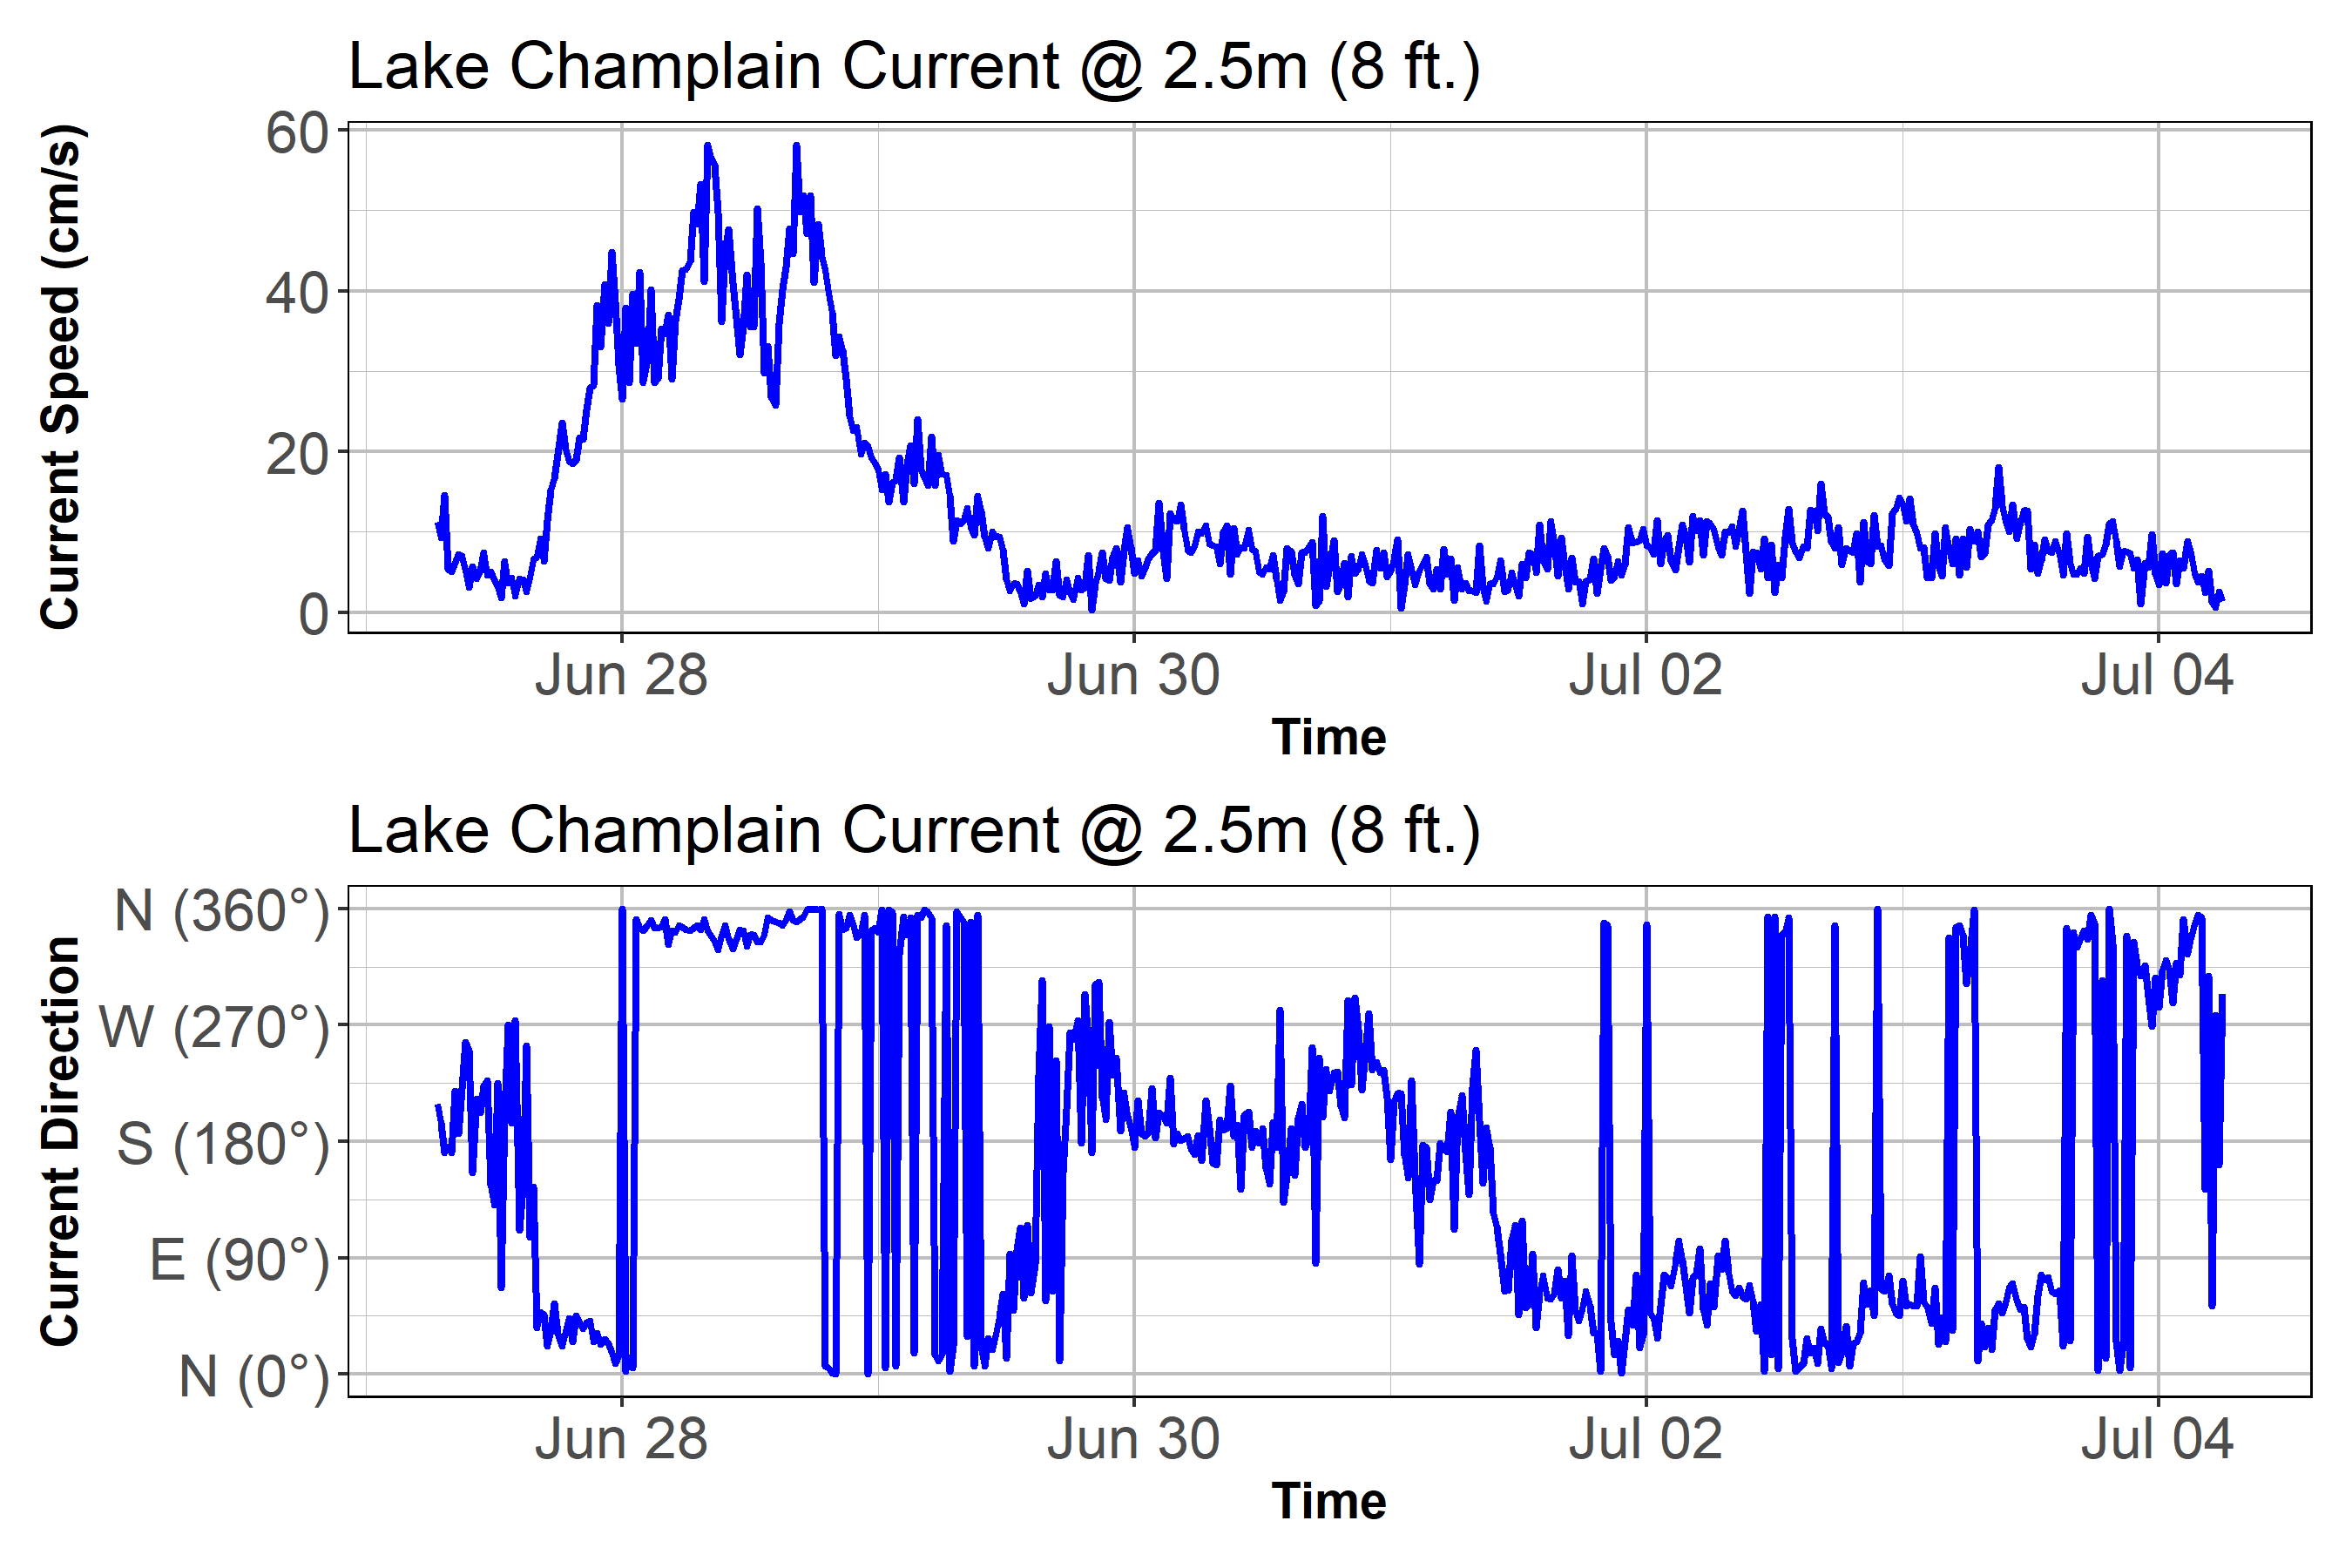 Lake Champlain Current @ 2.5m (8 ft.)
Current Speed (cm/s)
60
40
20
0
Jun 28 Jun 30 Jul 02 Jul 04
Time
Lake Champlain Current @ 2.5m (8 ft.)
Current Direction
N (360°)
W (270°)
S (180°)
E (90°)
N (0°)
Jun 28 Jun 30 Jul 02 Jul 04
Time